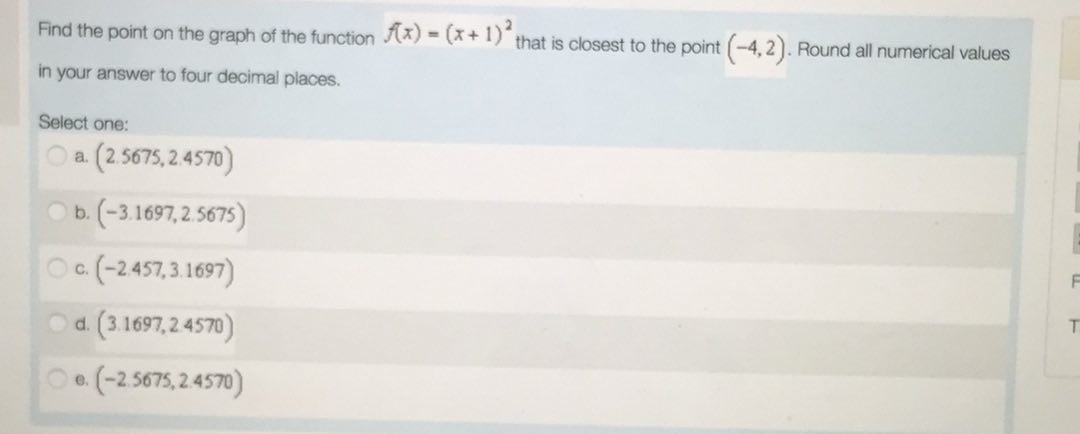 Find the point on the graph of the function f(x) = (x + 1)² that is closest to the point (−4, 2). Round all numerical values
in your answer to four decimal places.
Select one:
a. (2.5675, 2.4570)
b. (−3.1697, 2.5675)
c. (−2.457, 3.1697)
d. (3.1697, 2.4570)
e. (−2.5675, 2.4570)
F
T